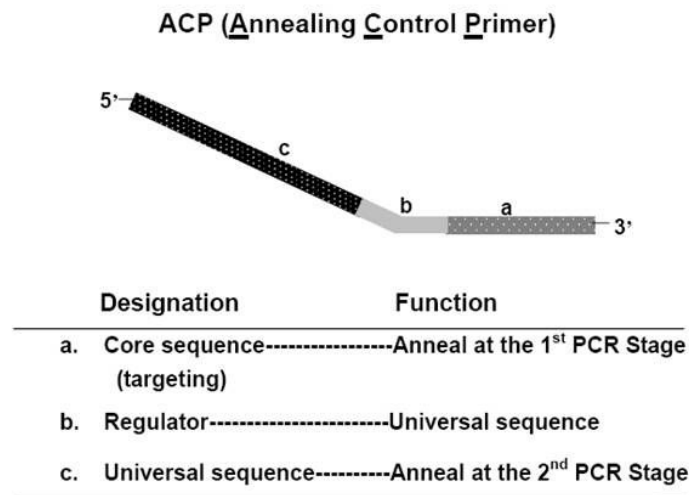 ACP (Annealing Control Primer)
5’
c
b
a
3’
Designation Function
a. Core sequence------------------Anneal at the 1st PCR Stage
(targeting)
b. Regulator-------------------------Universal sequence
c. Universal sequence----------Anneal at the 2nd PCR Stage